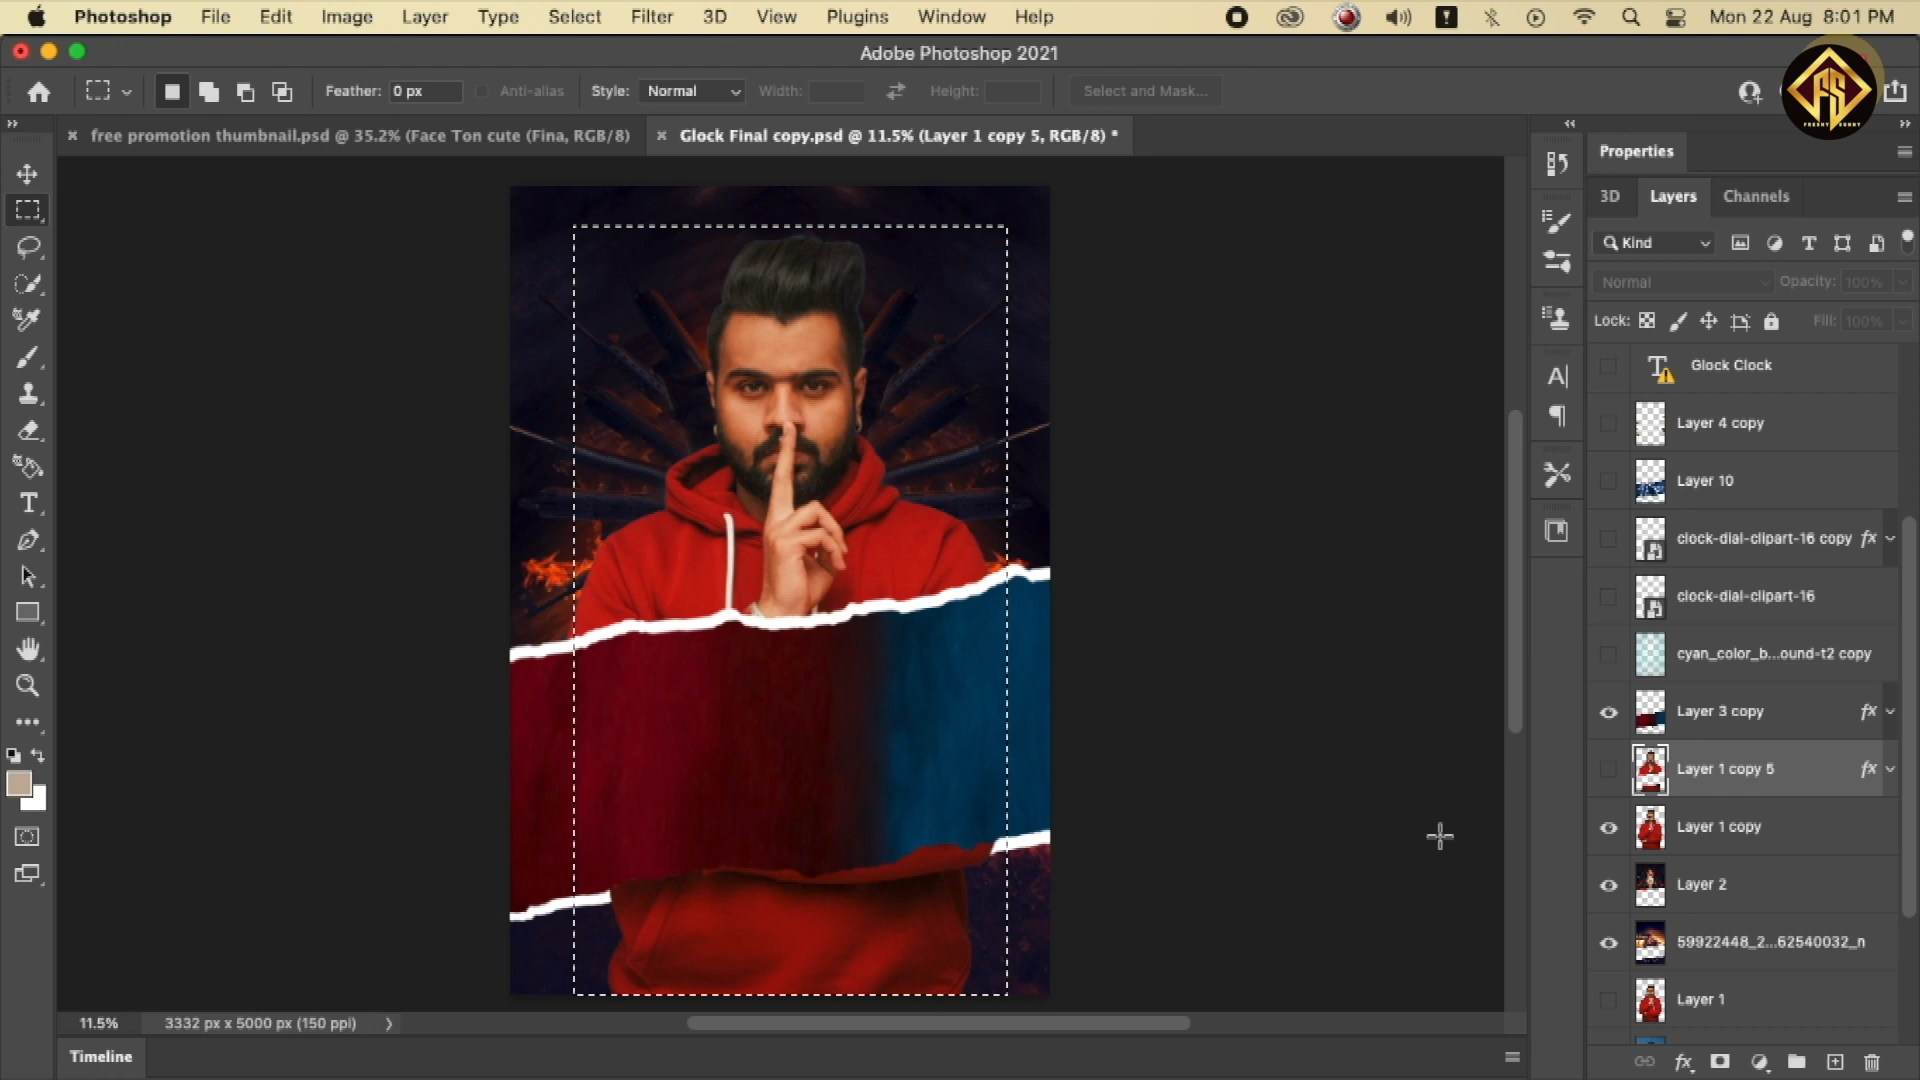 Photoshop File Edit Image Layer Type Select Filter 3D View Plugins Window Help Mon 22 Aug 8:01 PM
Adobe Photoshop 2021
Feather: 0 px Anti-alias Style: Normal Width: Height: Select and Mask...
FS
FRESHY SUNNY
free promotion thumbnail.psd @ 35.2% (Face Ton cute (Fina, RGB/8)
Glock Final copy.psd @ 11.5% (Layer 1 copy 5, RGB/8) *
Properties
3D Layers Channels
Kind
Normal Opacity: 100%
Lock: Fill: 100%
Glock Clock
Layer 4 copy
Layer 10
clock-dial-clipart-16 copy fx
clock-dial-clipart-16
cyan_color_b...ound-t2 copy
Layer 3 copy fx
Layer 1 copy 5 fx
Layer 1 copy
Layer 2
59922448_2...62540032_n
Layer 1
11.5% 3332 px x 5000 px (150 ppi)
Timeline